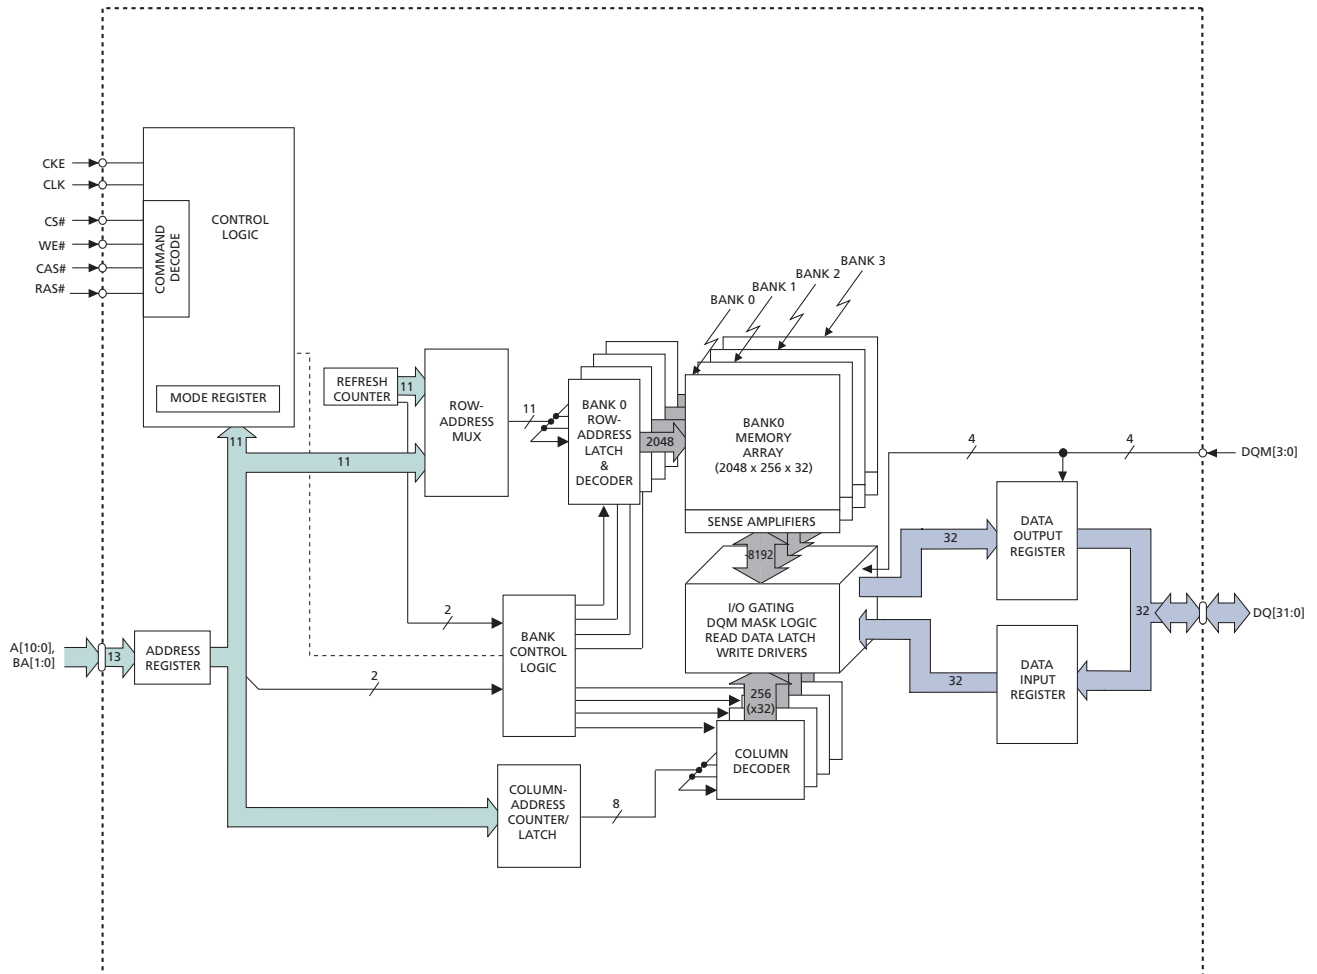 CKE
CLK
CS#
WE#
CAS#
RAS#
COMMAND
DECODE
CONTROL
LOGIC
MODE REGISTER
11
REFRESH
COUNTER
11
11
ROW-
ADDRESS
MUX
11
BANK 0
ROW-
ADDRESS
LATCH
&
DECODER
2048
BANK 0
BANK 1
BANK 2
BANK 3
BANK0
MEMORY
ARRAY
(2048 x 256 x 32)
SENSE AMPLIFIERS
8192
I/O GATING
DQM MASK LOGIC
READ DATA LATCH
WRITE DRIVERS
256
(x32)
COLUMN
DECODER
4
4
DQM[3:0]
32
DATA
OUTPUT
REGISTER
32
DQ[31:0]
32
DATA
INPUT
REGISTER
A[10:0],
BA[1:0]
13
ADDRESS
REGISTER
2
2
BANK
CONTROL
LOGIC
COLUMN-
ADDRESS
COUNTER/
LATCH
8